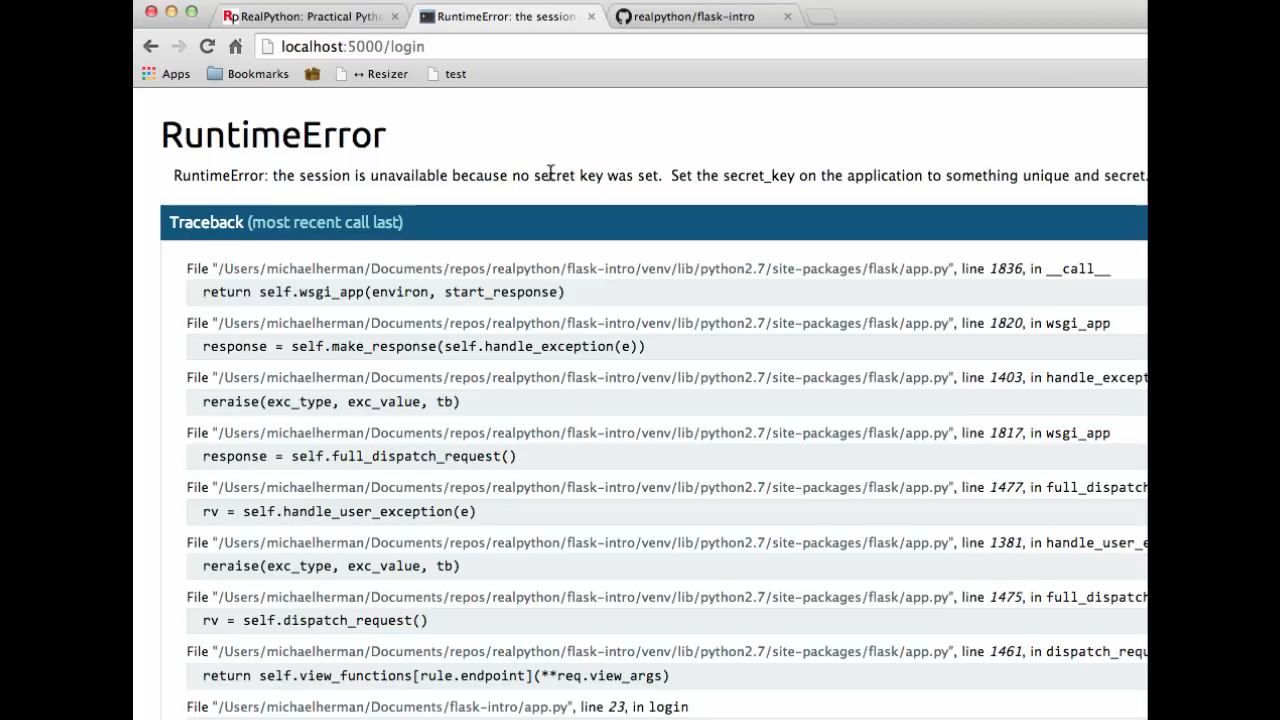 RealPython: Practical Pyth
RuntimeError: the session
realpython/flask-intro
localhost:5000/login
Apps
Bookmarks
↔ Resizer
test
RuntimeError
RuntimeError: the session is unavailable because no secret key was set.  Set the secret_key on the application to something unique and secret.
Traceback (most recent call last)
File "/Users/michaelherman/Documents/repos/realpython/flask-intro/venv/lib/python2.7/site-packages/flask/app.py", line 1836, in __call__
return self.wsgi_app(environ, start_response)
File "/Users/michaelherman/Documents/repos/realpython/flask-intro/venv/lib/python2.7/site-packages/flask/app.py", line 1820, in wsgi_app
response = self.make_response(self.handle_exception(e))
File "/Users/michaelherman/Documents/repos/realpython/flask-intro/venv/lib/python2.7/site-packages/flask/app.py", line 1403, in handle_except
reraise(exc_type, exc_value, tb)
File "/Users/michaelherman/Documents/repos/realpython/flask-intro/venv/lib/python2.7/site-packages/flask/app.py", line 1817, in wsgi_app
response = self.full_dispatch_request()
File "/Users/michaelherman/Documents/repos/realpython/flask-intro/venv/lib/python2.7/site-packages/flask/app.py", line 1477, in full_dispatch
rv = self.handle_user_exception(e)
File "/Users/michaelherman/Documents/repos/realpython/flask-intro/venv/lib/python2.7/site-packages/flask/app.py", line 1381, in handle_user_e
reraise(exc_type, exc_value, tb)
File "/Users/michaelherman/Documents/repos/realpython/flask-intro/venv/lib/python2.7/site-packages/flask/app.py", line 1475, in full_dispatch
rv = self.dispatch_request()
File "/Users/michaelherman/Documents/repos/realpython/flask-intro/venv/lib/python2.7/site-packages/flask/app.py", line 1461, in dispatch_requ
return self.view_functions[rule.endpoint](**req.view_args)
File "/Users/michaelherman/Documents/flask-intro/app.py", line 23, in login